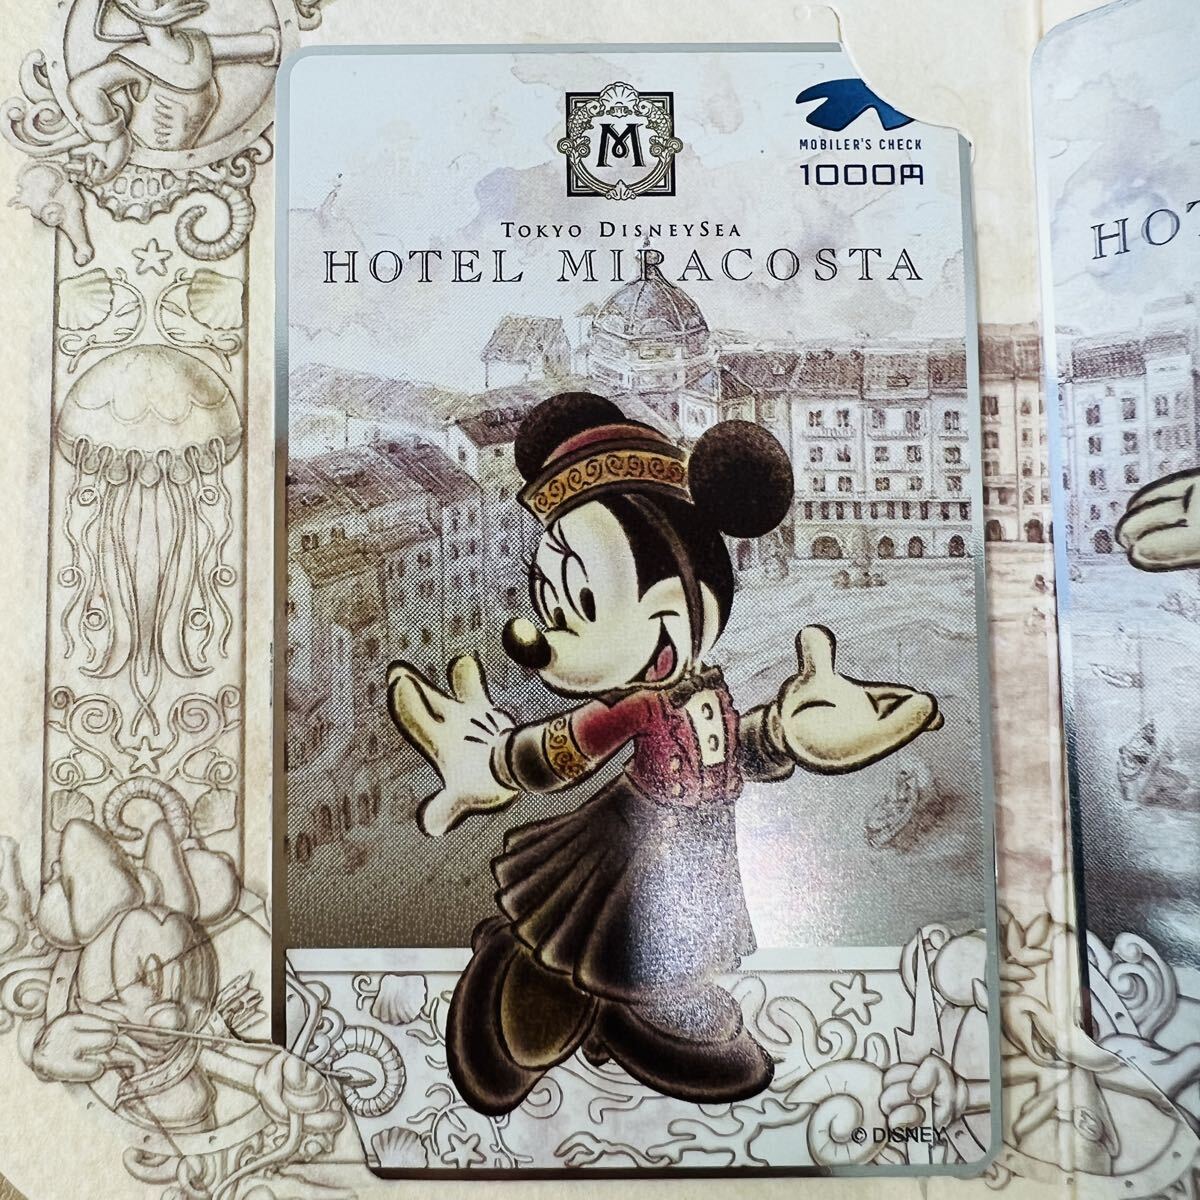 M
MOBILER'S CHECK
1000円
TOKYO DISNEYSEA
HOTEL MIRACOSTA
HOT
© DISNEY